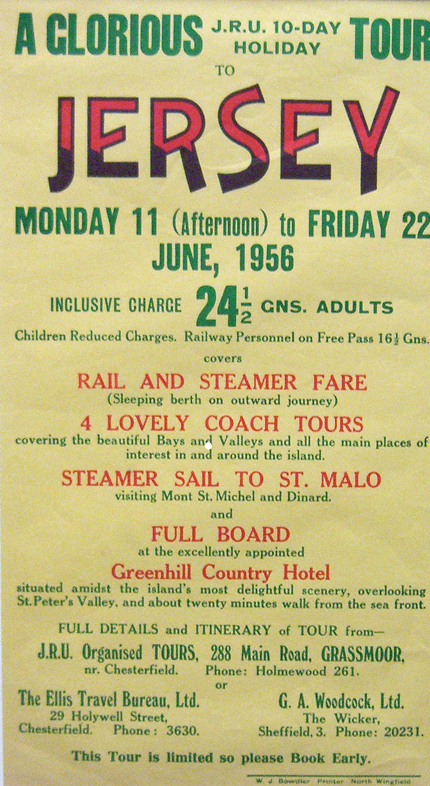 A GLORIOUS J.R.U. 10-DAY HOLIDAY TOUR
TO
JERSEY
MONDAY 11 (Afternoon) to FRIDAY 22
JUNE, 1956
INCLUSIVE CHARGE 24½ GNS. ADULTS
Children Reduced Charges. Railway Personnel on Free Pass 16½ Gns.
covers
RAIL AND STEAMER FARE
(Sleeping berth on outward journey)
4 LOVELY COACH TOURS
covering the beautiful Bays and Valleys and all the main places of
interest in and around the island.
STEAMER SAIL TO ST. MALO
visiting Mont St. Michel and Dinard.
and
FULL BOARD
at the excellently appointed
Greenhill Country Hotel
situated amidst the island's most delightful scenery, overlooking
St. Peter's Valley, and about twenty minutes walk from the sea front.
FULL DETAILS and ITINERARY of TOUR from—
J.R.U. Organised TOURS, 288 Main Road, GRASSMOOR,
nr. Chesterfield. Phone: Holmewood 261.
or
The Ellis Travel Bureau, Ltd.
29 Holywell Street,
Chesterfield. Phone: 3630.
G. A. Woodcock, Ltd.
The Wicker,
Sheffield, 3. Phone: 20231.
This Tour is limited so please Book Early.
W. J. Bowdler Printer North Wingfield